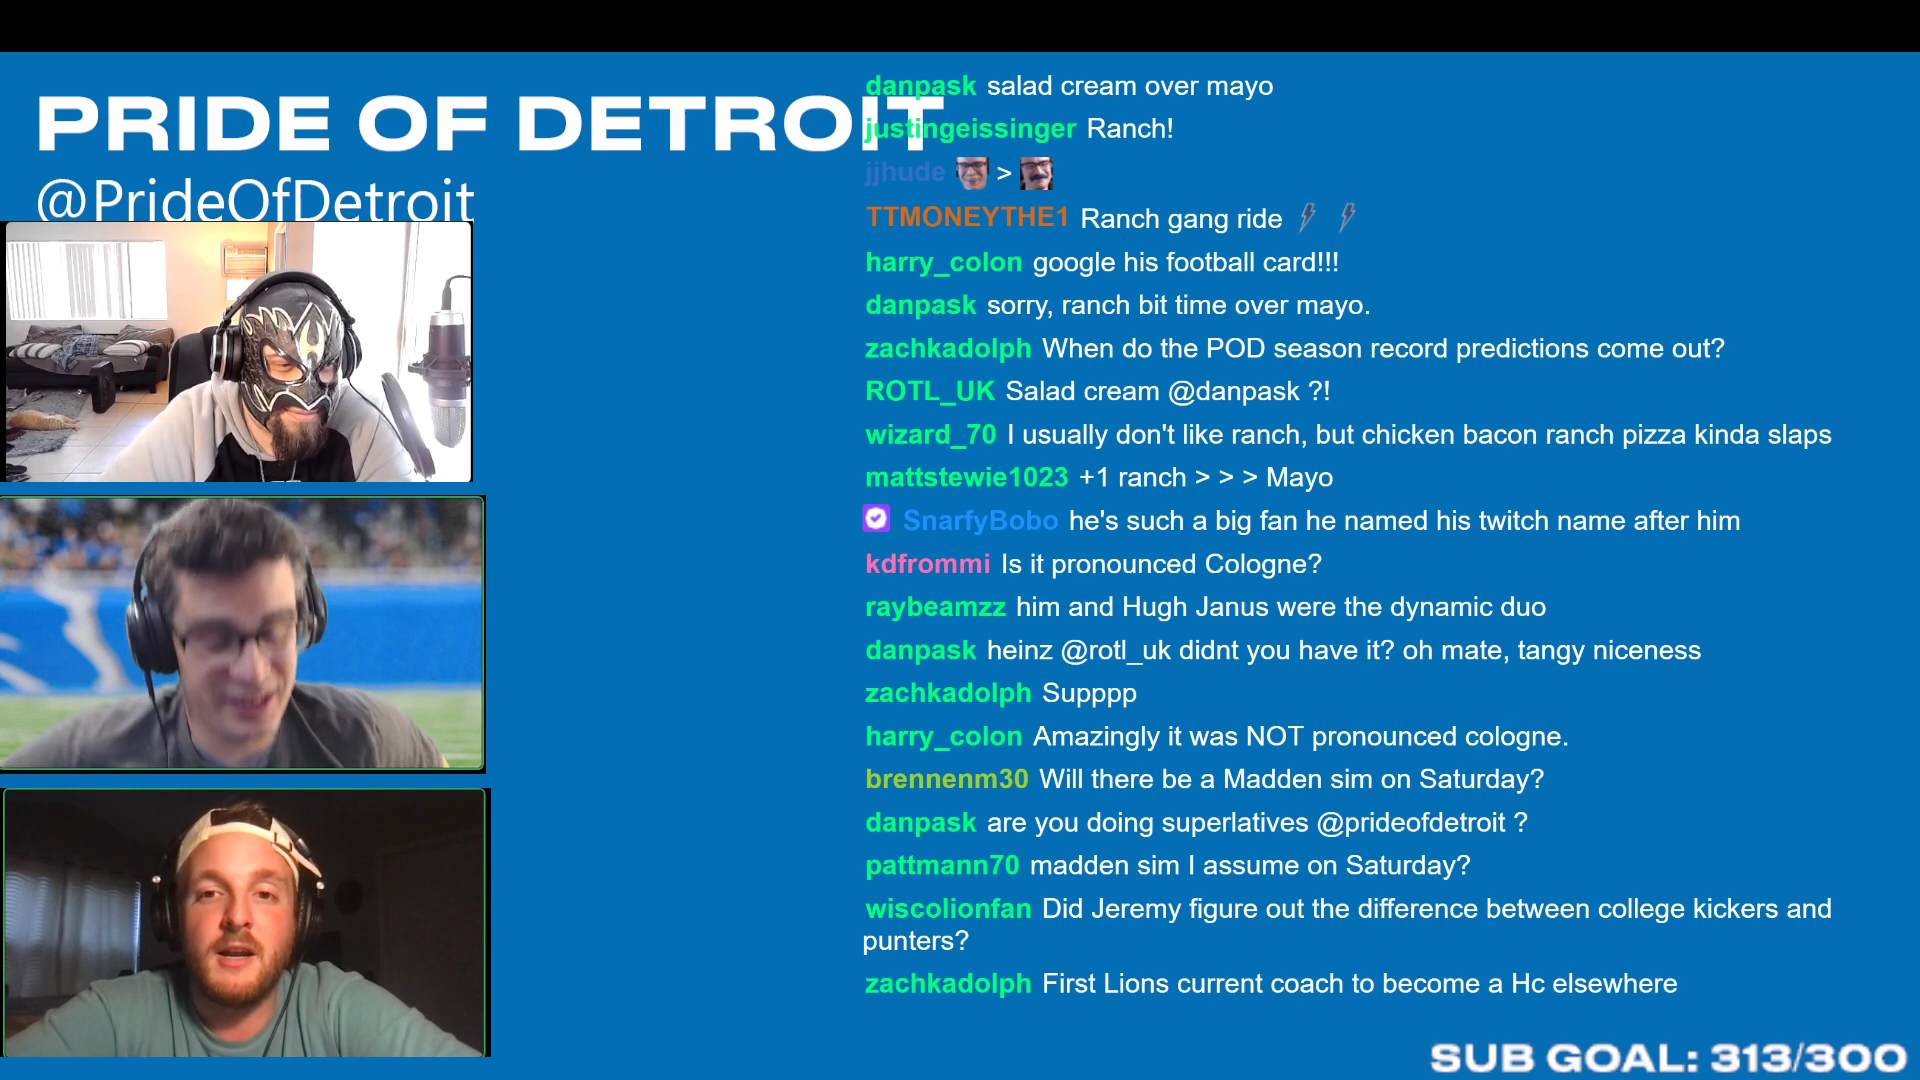 PRIDE OF DETROIT
@PrideOfDetroit
danpask salad cream over mayo
justingeissinger Ranch!
jjhude >
TTMONEYTHE1 Ranch gang ride
harry_colon google his football card!!!
danpask sorry, ranch bit time over mayo.
zachkadolph When do the POD season record predictions come out?
ROTL_UK Salad cream @danpask ?!
wizard_70 I usually don't like ranch, but chicken bacon ranch pizza kinda slaps
mattstewie1023 +1 ranch > > > Mayo
SnarfyBobo he's such a big fan he named his twitch name after him
kdfrommi Is it pronounced Cologne?
raybeamzz him and Hugh Janus were the dynamic duo
danpask heinz @rotl_uk didnt you have it? oh mate, tangy niceness
zachkadolph Supppp
harry_colon Amazingly it was NOT pronounced cologne.
brennenm30 Will there be a Madden sim on Saturday?
danpask are you doing superlatives @prideofdetroit ?
pattmann70 madden sim I assume on Saturday?
wiscolionfan Did Jeremy figure out the difference between college kickers and
punters?
zachkadolph First Lions current coach to become a Hc elsewhere
SUB GOAL: 313/300